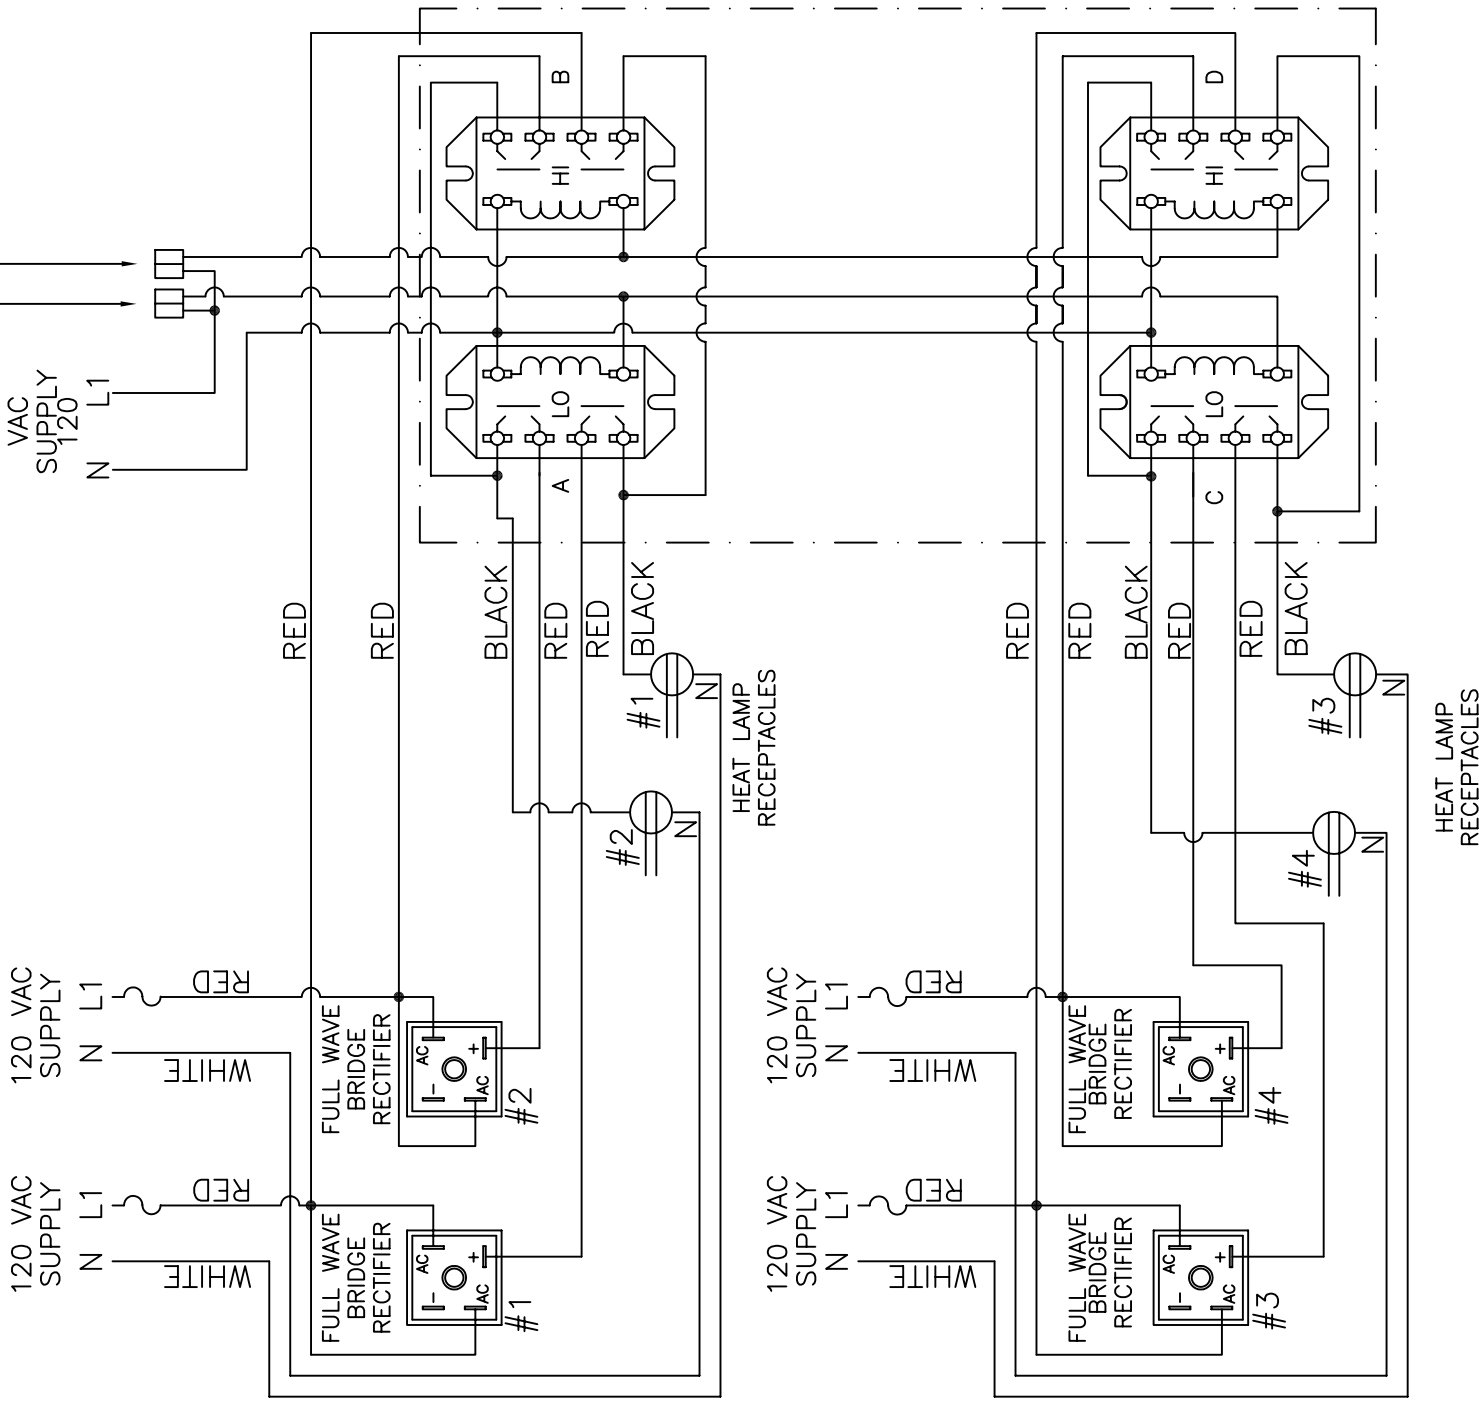 B
D
HI
HI
VAC
SUPPLY
120
L1
N
LO
LO
A
C
RED
RED
BLACK
RED
RED
BLACK
RED
RED
BLACK
RED
RED
BLACK
#1
N
#2
N
HEAT LAMP
RECEPTACLES
#3
N
#4
N
HEAT LAMP
RECEPTACLES
120 VAC
SUPPLY
L1
N
RED
WHITE
FULL WAVE
BRIDGE
RECTIFIER
AC
+
-
AC
#2
120 VAC
SUPPLY
L1
N
RED
WHITE
FULL WAVE
BRIDGE
RECTIFIER
AC
+
-
AC
#4
120 VAC
SUPPLY
L1
N
RED
WHITE
FULL WAVE
BRIDGE
RECTIFIER
AC
+
-
AC
#1
120 VAC
SUPPLY
L1
N
RED
WHITE
FULL WAVE
BRIDGE
RECTIFIER
AC
+
-
AC
#3